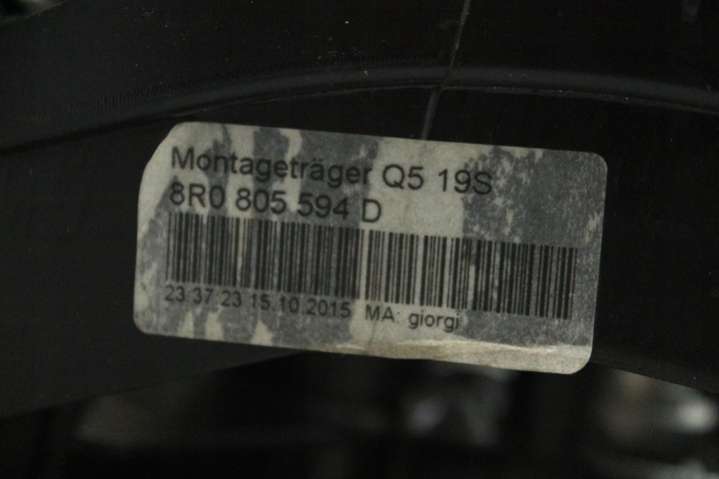 Montageträger Q5 19S
8R0 805 594 D
23:37:23 15.10.2015 MA: giorgi